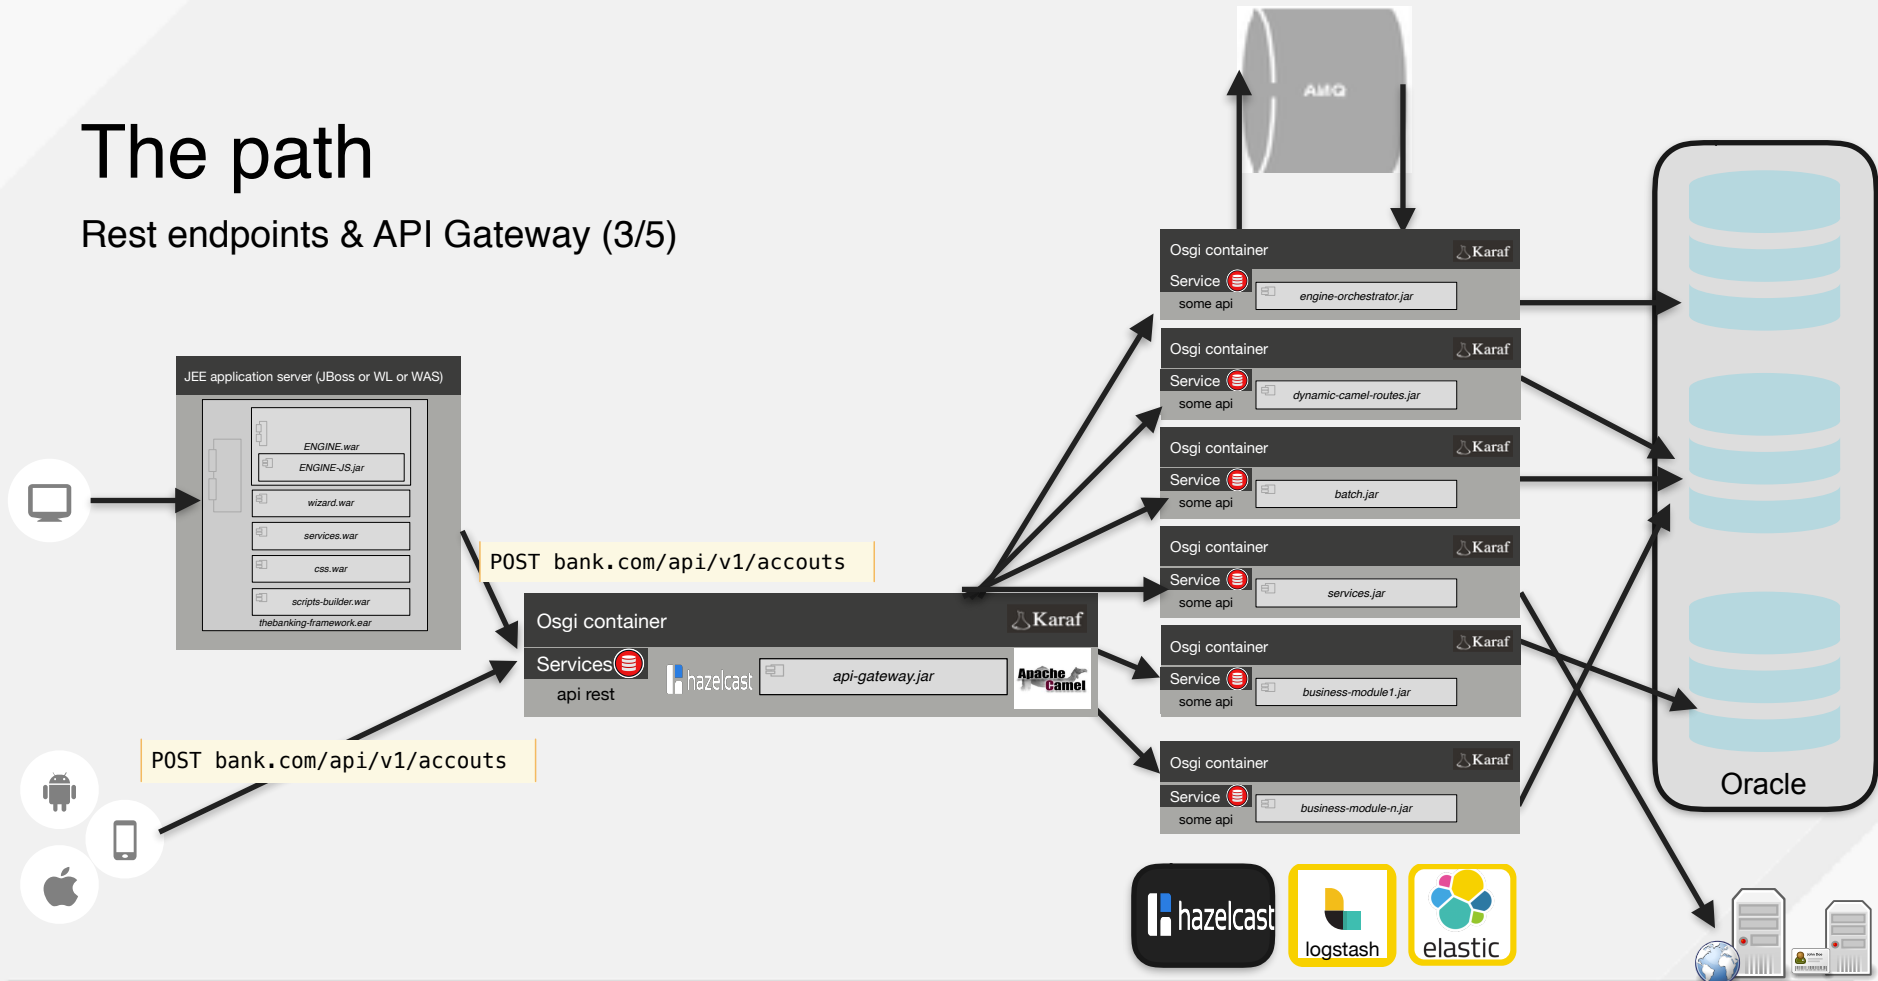 The path
Rest endpoints & API Gateway (3/5)
AMQ
JEE application server (JBoss or WL or WAS)
ENGINE.war
ENGINE-JS.jar
wizard.war
services.war
css.war
scripts-builder.war
thebanking-framework.ear
POST bank.com/api/v1/accouts
Osgi container
Karaf
Services
api rest
hazelcast
api-gateway.jar
Apache
Camel
POST bank.com/api/v1/accouts
Osgi container
Karaf
Service
some api
engine-orchestrator.jar
Osgi container
Karaf
Service
some api
dynamic-camel-routes.jar
Osgi container
Karaf
Service
some api
batch.jar
Osgi container
Karaf
Service
some api
services.jar
Osgi container
Karaf
Service
some api
business-module1.jar
Osgi container
Karaf
Service
some api
business-module-n.jar
Oracle
hazelcast
logstash
elastic